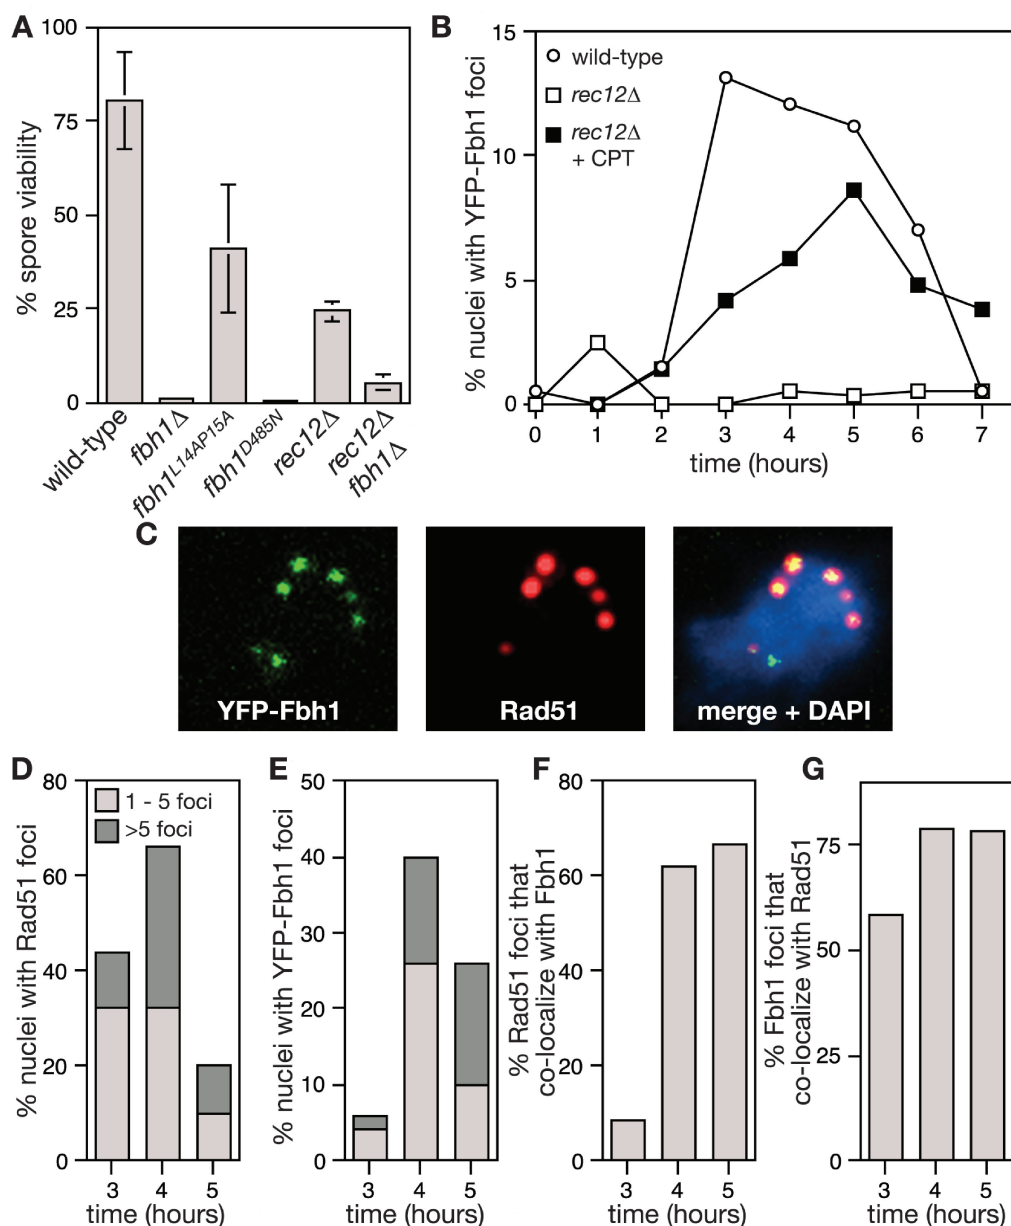 A
% spore viability
100
75
50
25
0
wild-type
fbh1Δ
fbh1L14AP15A
fbh1D485N
rec12Δ
rec12Δ
fbh1Δ
B
% nuclei with YFP-Fbh1 foci
15
10
5
0
wild-type
rec12Δ
rec12Δ
+ CPT
0 1 2 3 4 5 6 7
time (hours)
C
YFP-Fbh1
Rad51
merge + DAPI
D
% nuclei with Rad51 foci
80
60
40
20
0
1 - 5 foci
>5 foci
3 4 5
time (hours)
E
% nuclei with YFP-Fbh1 foci
50
40
30
20
10
0
3 4 5
time (hours)
F
% Rad51 foci that
co-localize with Fbh1
80
60
40
20
0
3 4 5
time (hours)
G
% Fbh1 foci that
co-localize with Rad51
75
50
25
0
3 4 5
time (hours)